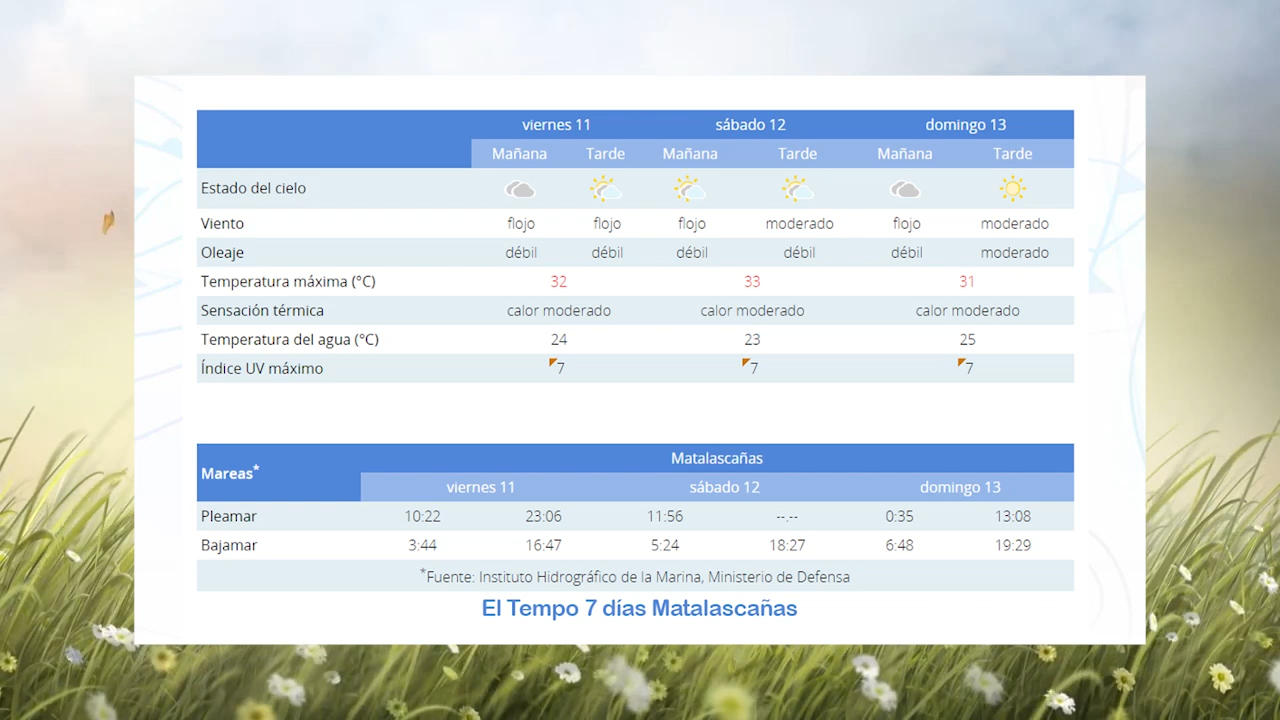 viernes 11 sábado 12 domingo 13
Mañana Tarde Mañana Tarde Mañana Tarde
Estado del cielo
Viento flojo flojo flojo moderado flojo moderado
Oleaje débil débil débil débil débil moderado
Temperatura máxima (°C) 32 33 31
Sensación térmica calor moderado calor moderado calor moderado
Temperatura del agua (°C) 24 23 25
Índice UV máximo 7 7 7
Mareas* Matalascañas
viernes 11 sábado 12 domingo 13
Pleamar 10:22 23:06 11:56 --.-- 0:35 13:08
Bajamar 3:44 16:47 5:24 18:27 6:48 19:29
*Fuente: Instituto Hidrográfico de la Marina, Ministerio de Defensa
El Tempo 7 días Matalascañas